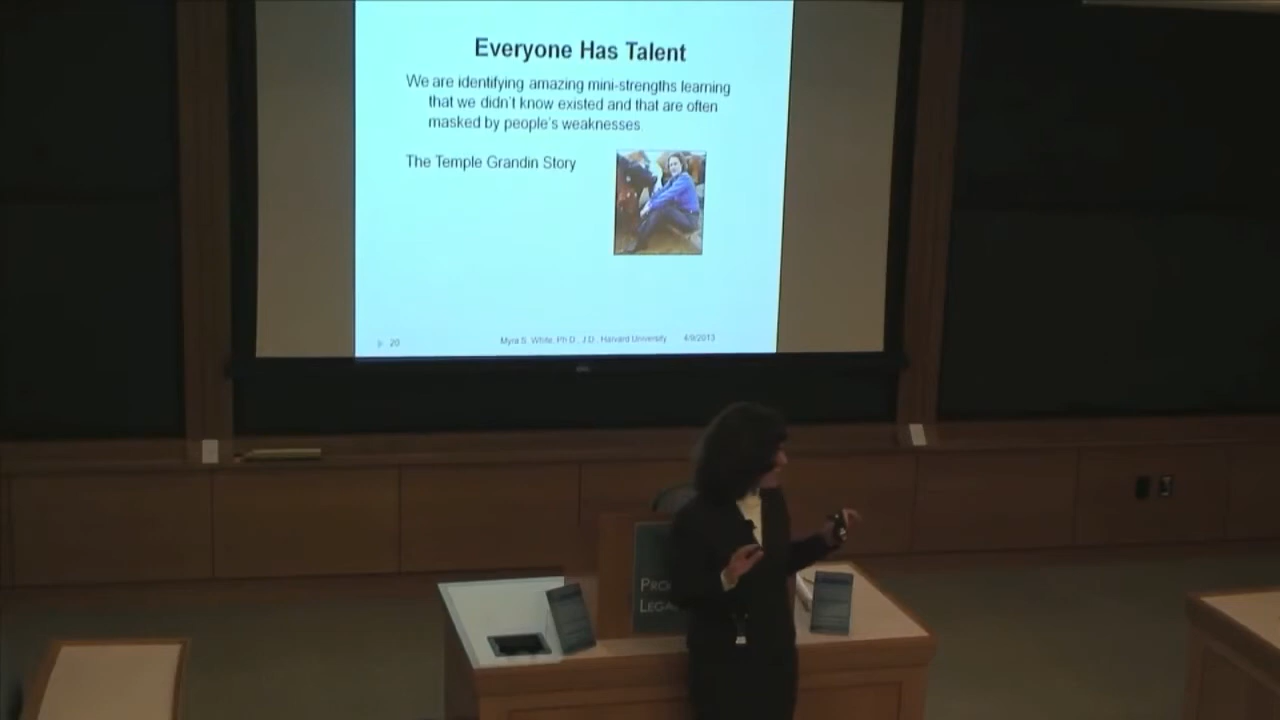 Everyone Has Talent
We are identifying amazing mini-strengths learning
that we didn't know existed and that are often
masked by people's weaknesses.
The Temple Grandin Story
20
Myra S. White, Ph.D., J.D., Harvard University
4/9/2013